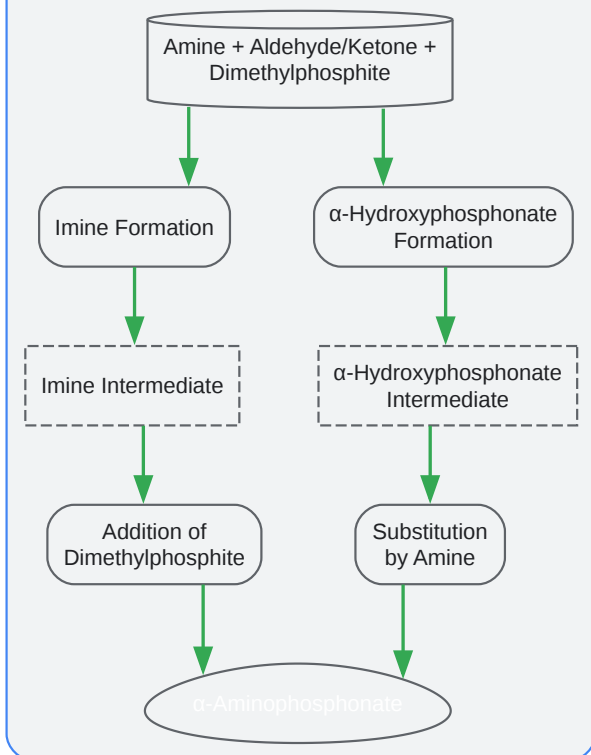 Amine + Aldehyde/Ketone +
Dimethylphosphite
Imine Formation
α-Hydroxyphosphonate
Formation
Imine Intermediate
α-Hydroxyphosphonate
Intermediate
Addition of
Dimethylphosphite
Substitution
by Amine
α-Aminophosphonate